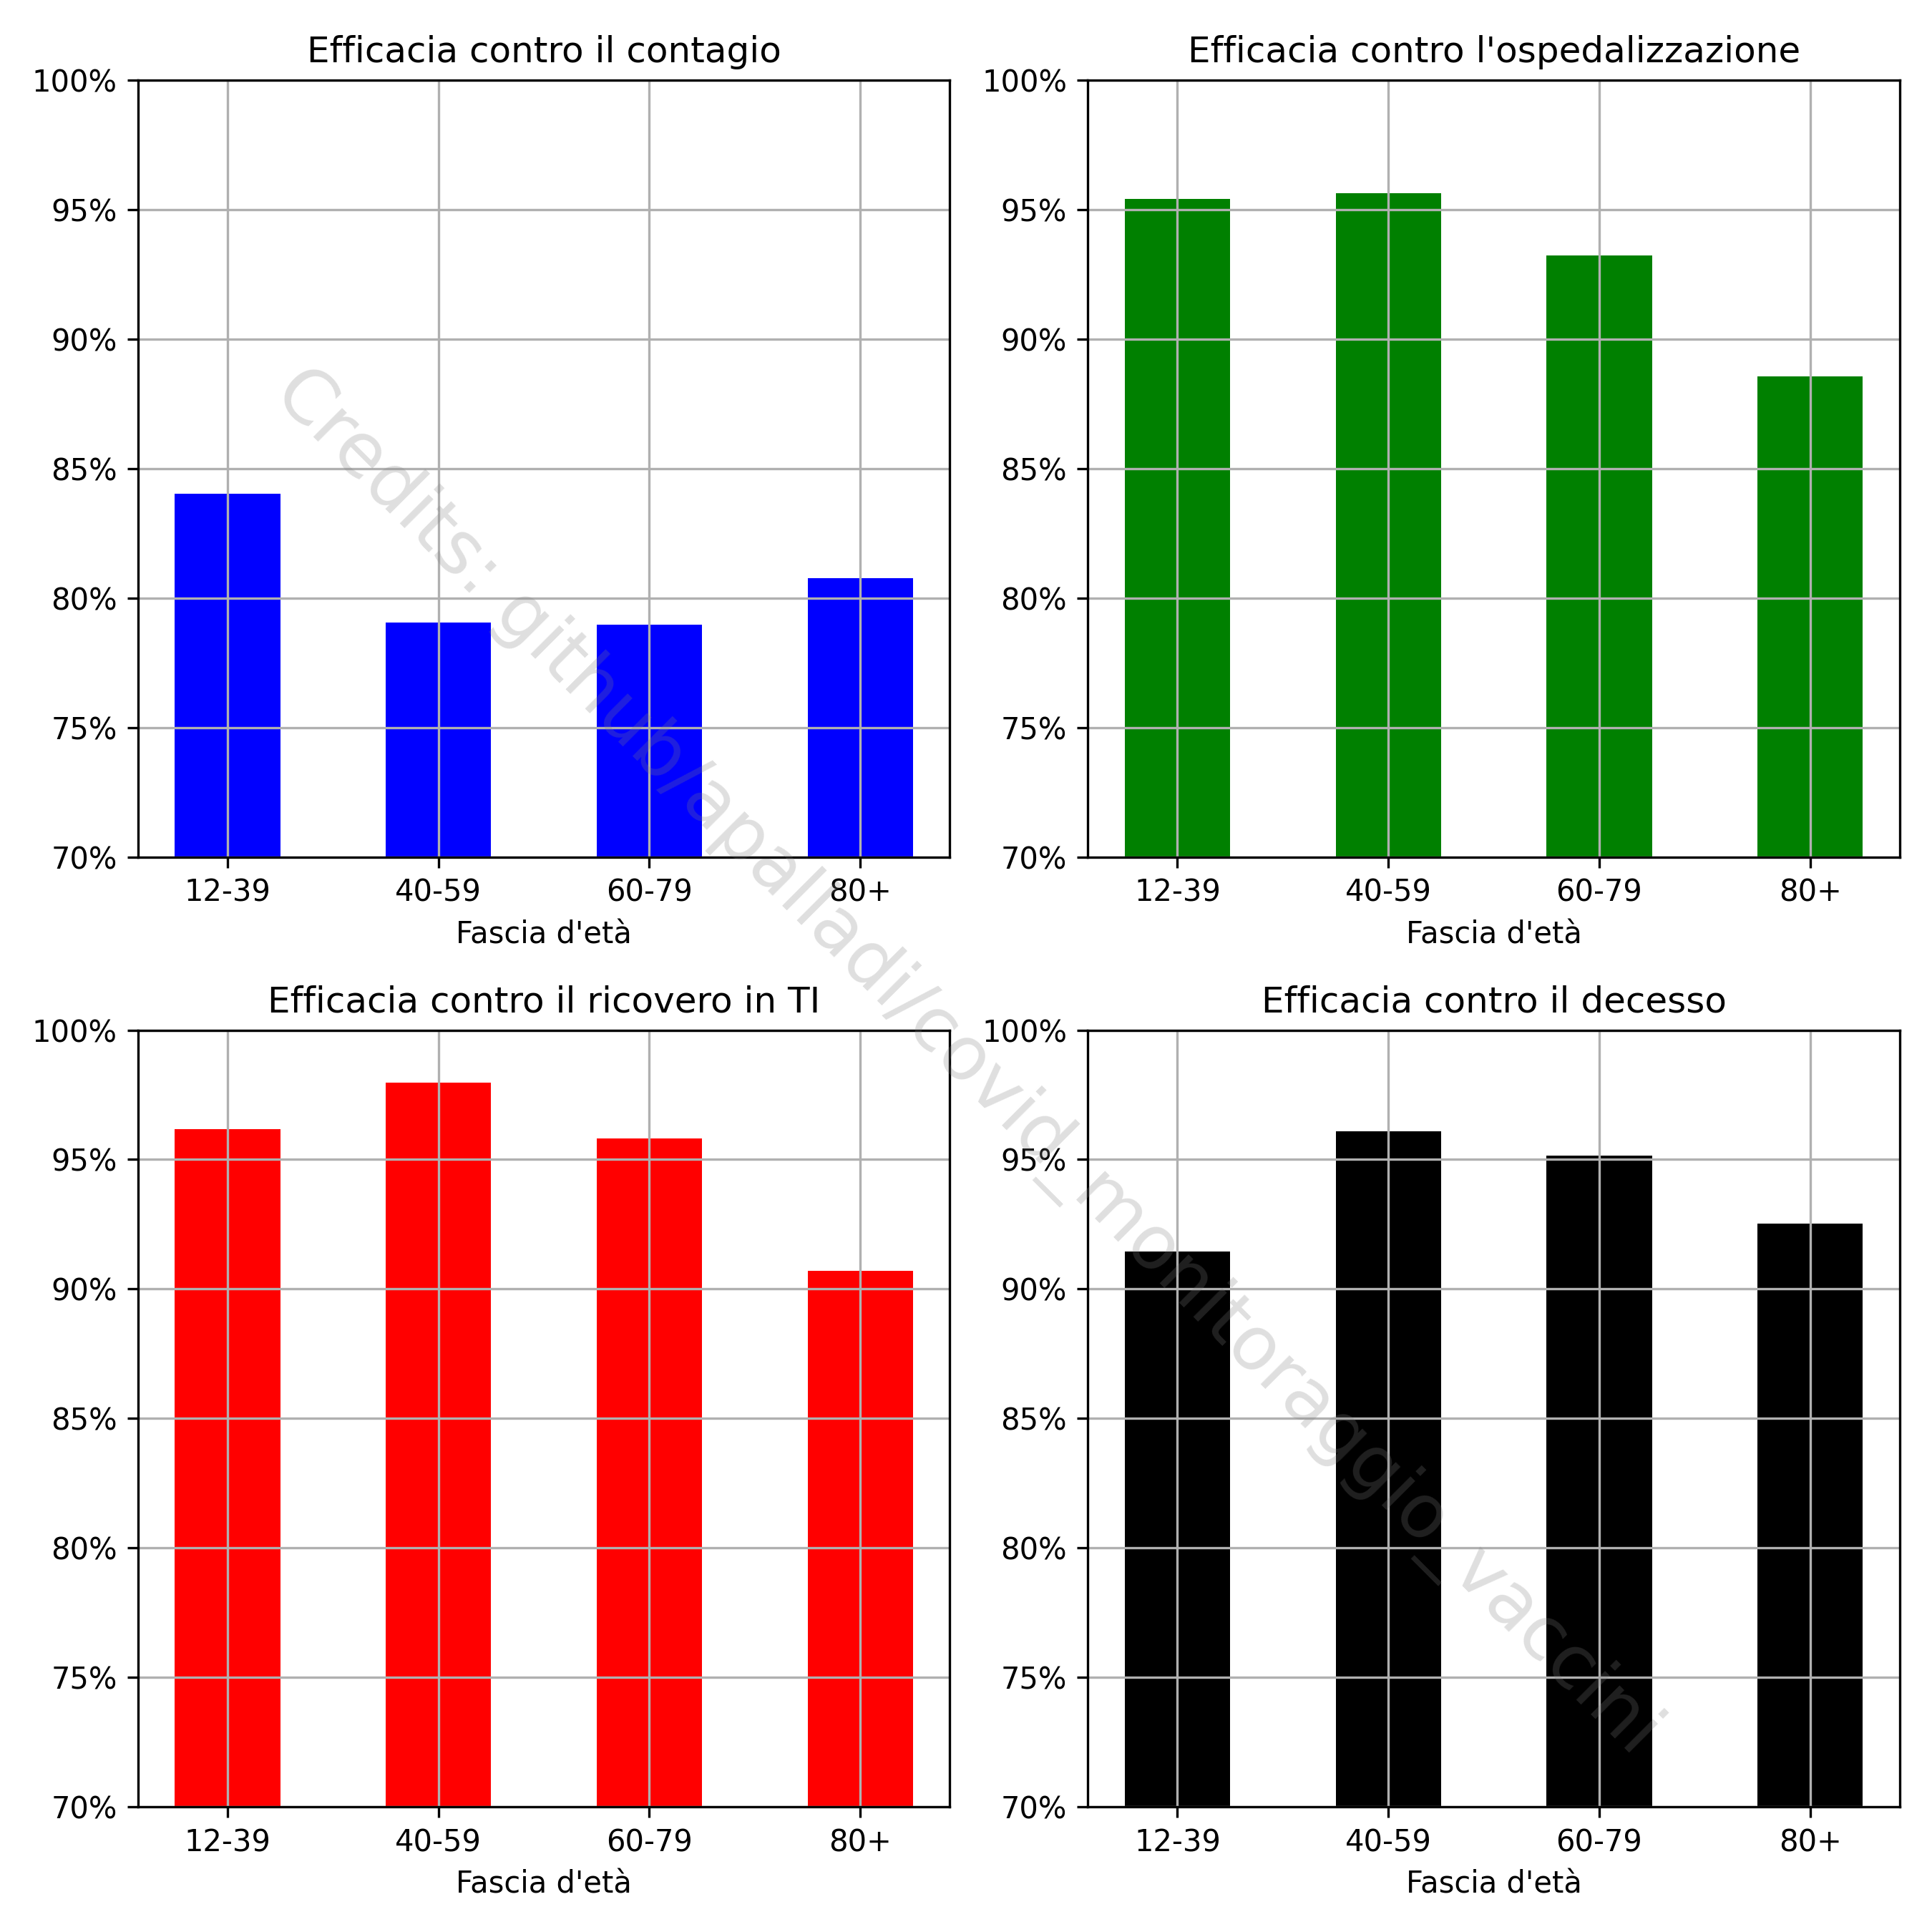 Efficacia contro il contagio
100%
95%
90%
85%
80%
75%
70%
12-39 40-59 60-79 80+
Fascia d'età
Efficacia contro l'ospedalizzazione
100%
95%
90%
85%
80%
75%
70%
12-39 40-59 60-79 80+
Fascia d'età
Efficacia contro il ricovero in TI
100%
95%
90%
85%
80%
75%
70%
12-39 40-59 60-79 80+
Fascia d'età
Efficacia contro il decesso
100%
95%
90%
85%
80%
75%
70%
12-39 40-59 60-79 80+
Fascia d'età
Credits: github/apalladi/covid_monitoraggio_vaccini